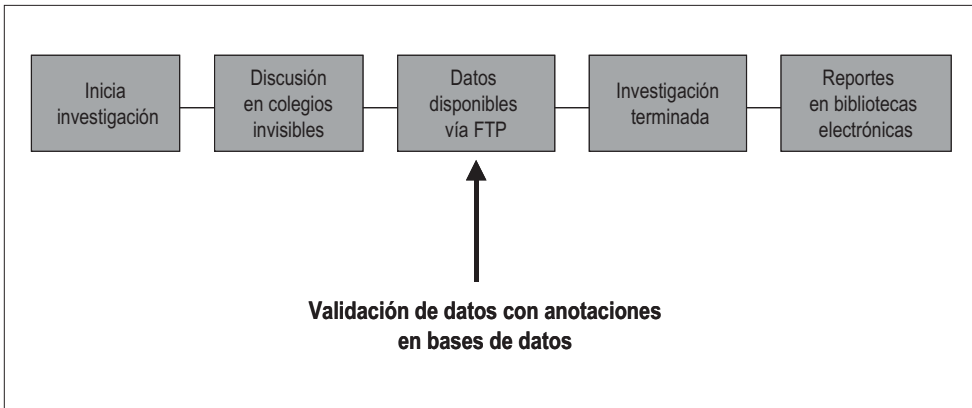 Inicia
investigación
Discusión
en colegios
invisibles
Datos
disponibles
vía FTP
Investigación
terminada
Reportes
en bibliotecas
electrónicas
Validación de datos con anotaciones
en bases de datos